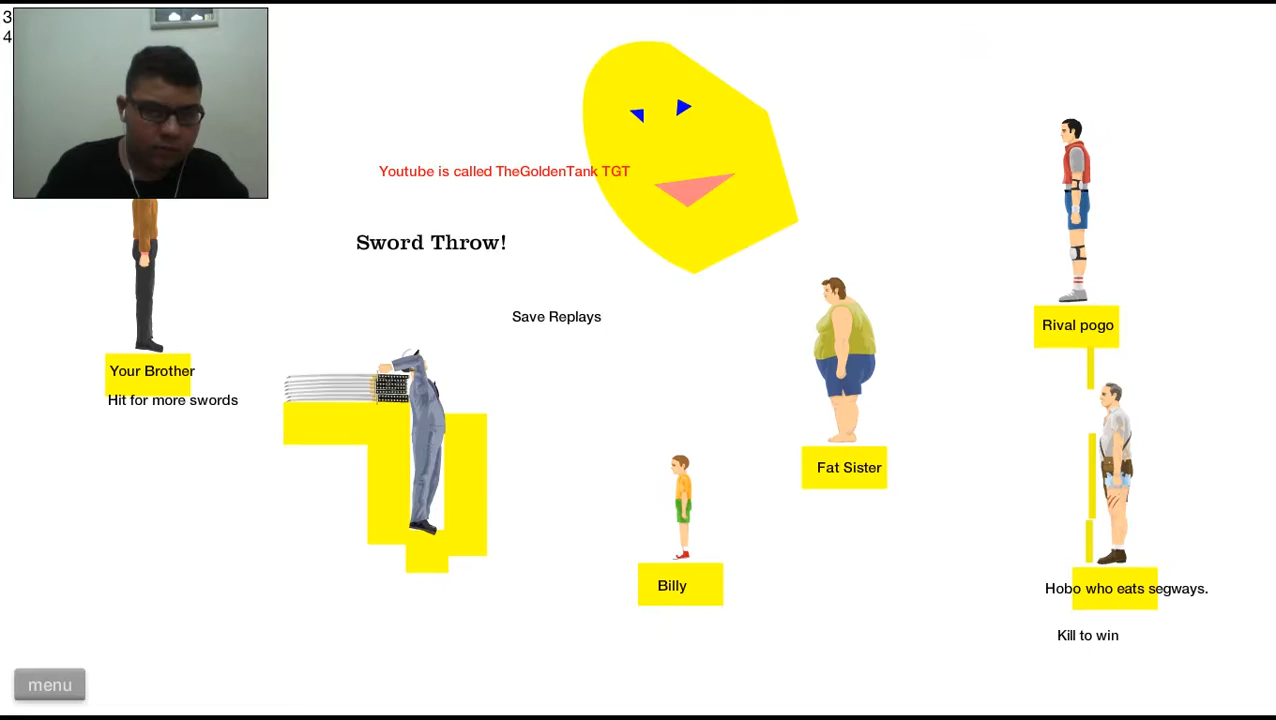 3
4
Youtube is called TheGoldenTank TGT
Sword Throw!
Save Replays
Rival pogo
Your Brother
Hit for more swords
Fat Sister
Billy
Hobo who eats segways.
Kill to win
menu